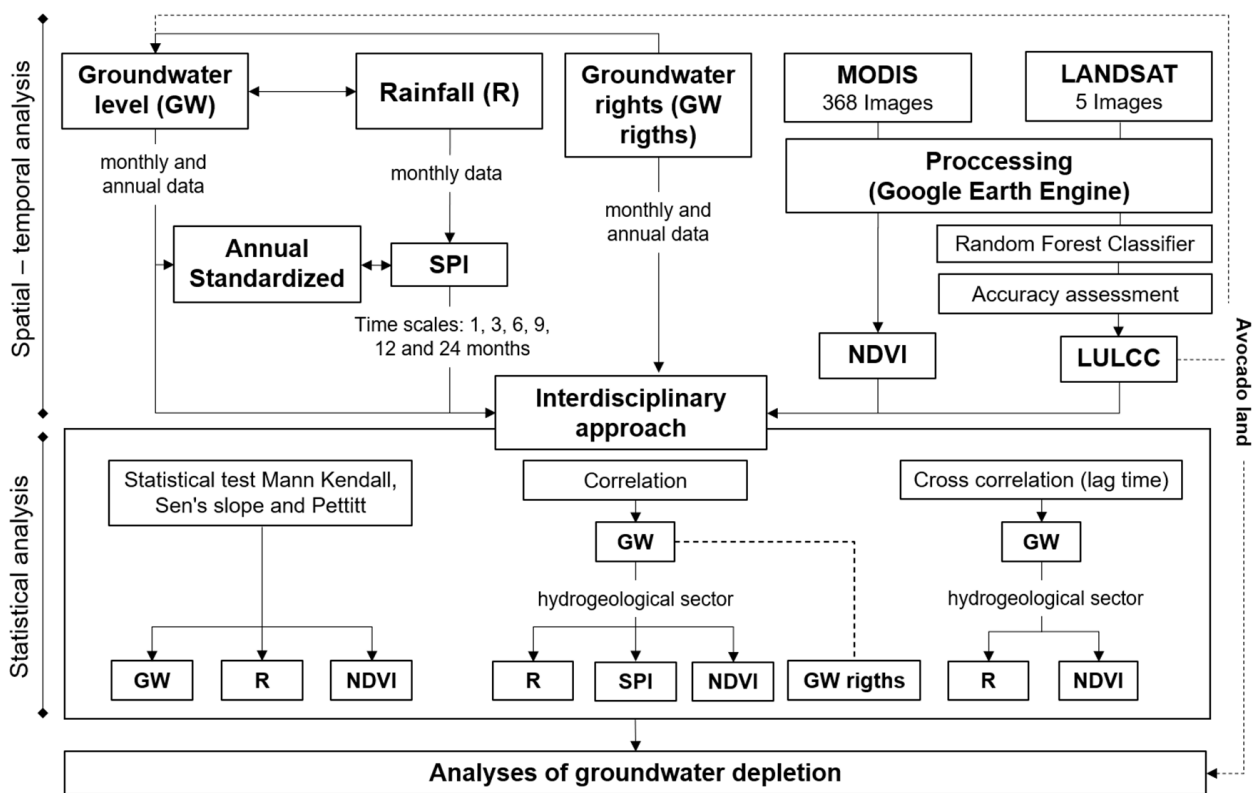 Spatial – temporal analysis
Groundwater
level (GW)
Rainfall (R)
Groundwater
rights (GW
rigths)
MODIS
368 Images
LANDSAT
5 Images
monthly and
annual data
monthly data
monthly and
annual data
Proccessing
(Google Earth Engine)
Annual
Standardized
SPI
Random Forest Classifier
Accuracy assessment
Time scales: 1, 3, 6, 9,
12 and 24 months
NDVI
LULCC
Avocado land
Interdisciplinary
approach
Statistical analysis
Statistical test Mann Kendall,
Sen's slope and Pettitt
Correlation
Cross correlation (lag time)
GW
GW
hydrogeological sector
hydrogeological sector
GW
R
NDVI
R
SPI
NDVI
GW rigths
R
NDVI
Analyses of groundwater depletion